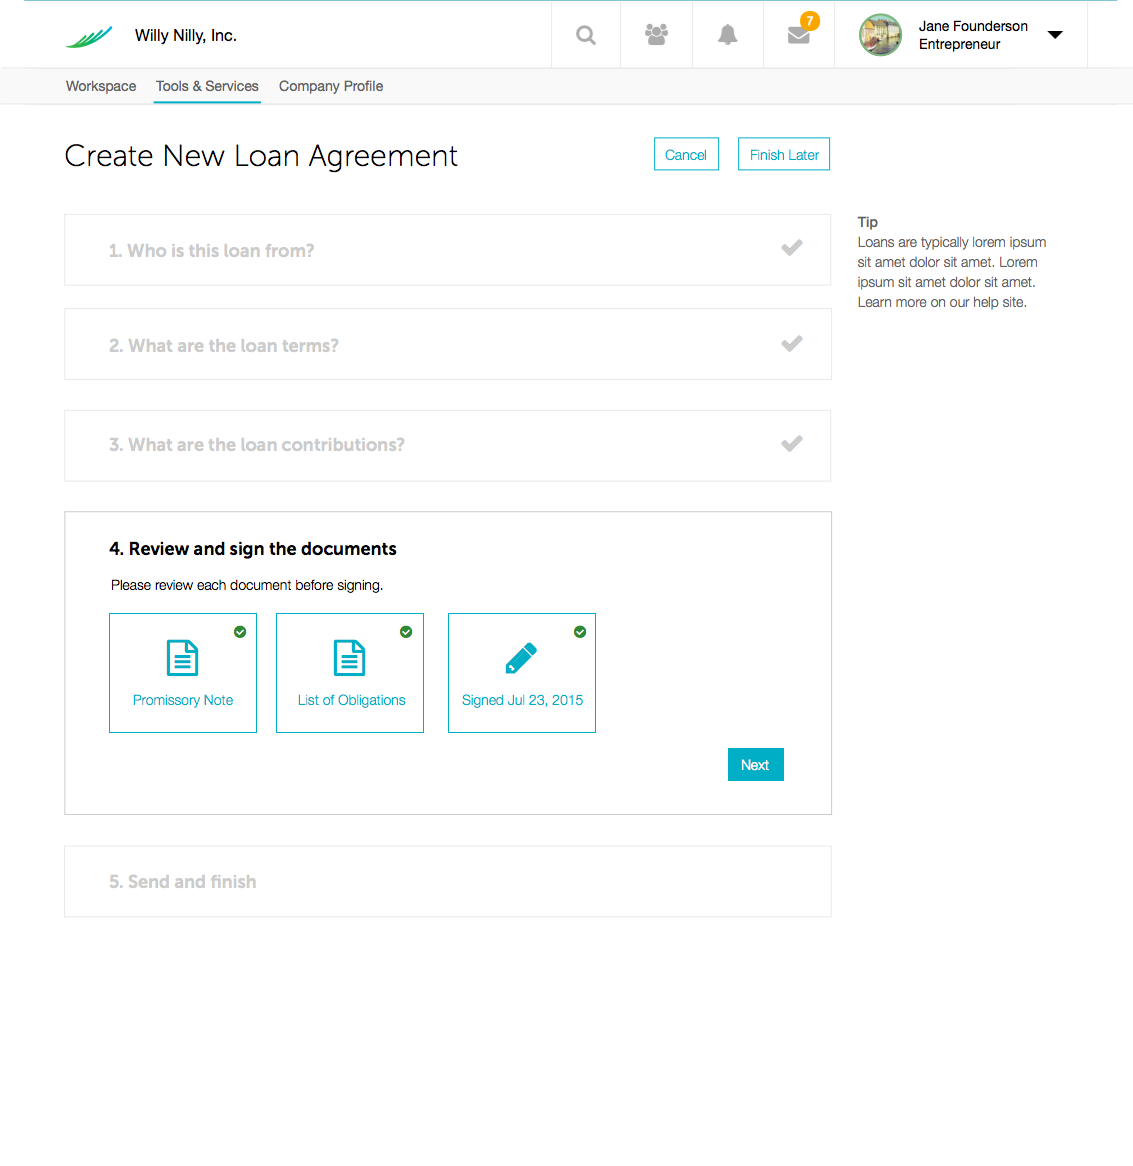 Willy Nilly, Inc.
7
Jane Founderson
Entrepreneur
Workspace
Tools & Services
Company Profile
Create New Loan Agreement
Cancel
Finish Later
1. Who is this loan from?
Tip
Loans are typically lorem ipsum
sit amet dolor sit amet. Lorem
ipsum sit amet dolor sit amet.
Learn more on our help site.
2. What are the loan terms?
3. What are the loan contributions?
4. Review and sign the documents
Please review each document before signing.
Promissory Note
List of Obligations
Signed Jul 23, 2015
Next
5. Send and finish